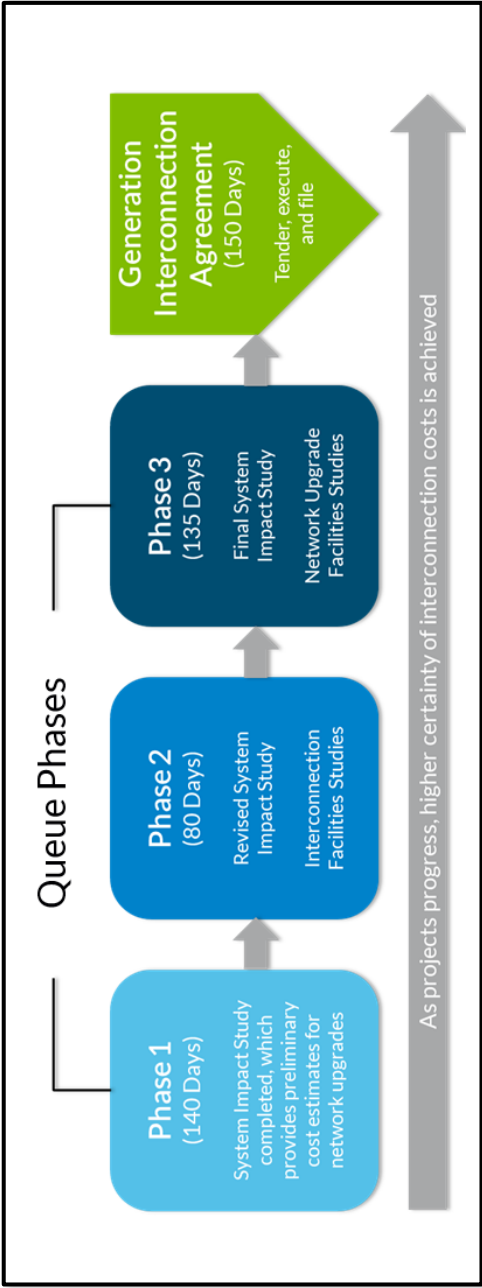 Queue Phases
Phase 1
(140 Days)
System Impact Study
completed, which
provides preliminary
cost estimates for
network upgrades
Phase 2
(80 Days)
Revised System
Impact Study
Interconnection
Facilities Studies
Phase 3
(135 Days)
Final System
Impact Study
Network Upgrade
Facilities Studies
Generation
Interconnection
Agreement
(150 Days)
Tender, execute,
and file
As projects progress, higher certainty of interconnection costs is achieved